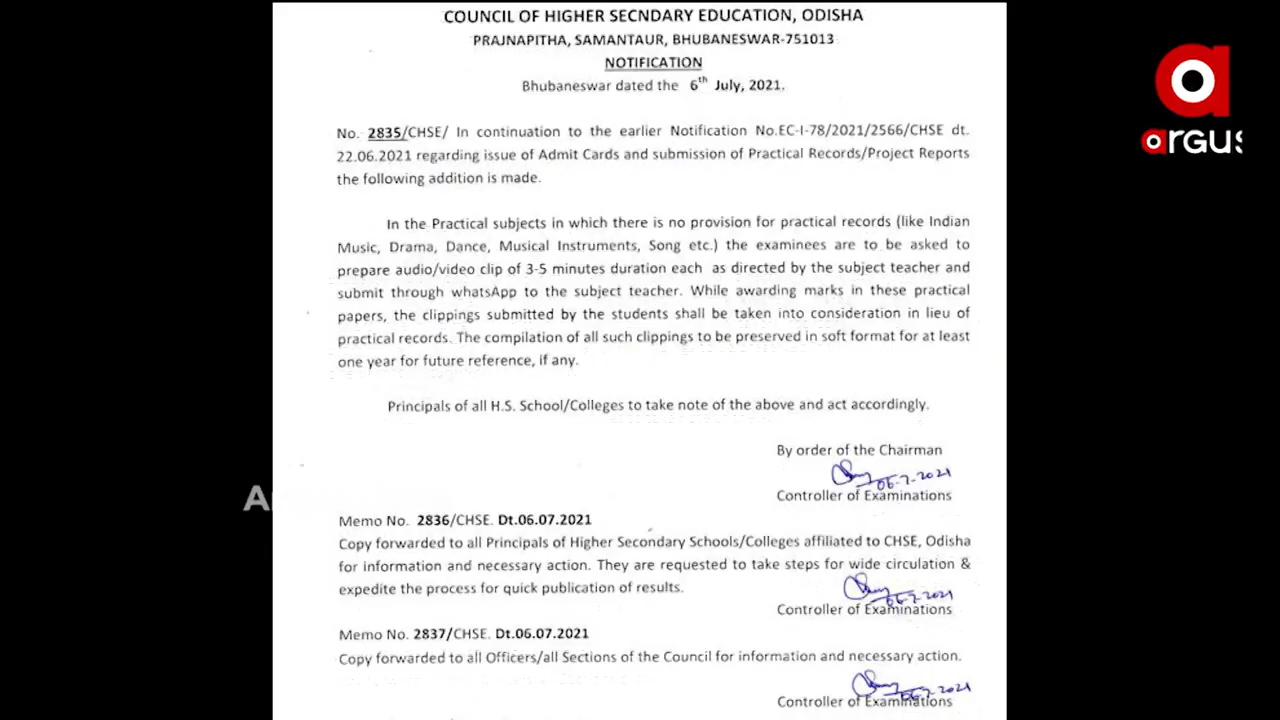 COUNCIL OF HIGHER SECNDARY EDUCATION, ODISHA
PRAJNAPITHA, SAMANTAUR, BHUBANESWAR-751013
NOTIFICATION
Bhubaneswar dated the 6th July, 2021.
No. 2835/CHSE/ In continuation to the earlier Notification No.EC-I-78/2021/2566/CHSE dt.
22.06.2021 regarding issue of Admit Cards and submission of Practical Records/Project Reports
the following addition is made.
In the Practical subjects in which there is no provision for practical records (like Indian
Music, Drama, Dance, Musical Instruments, Song etc.) the examinees are to be asked to
prepare audio/video clip of 3-5 minutes duration each as directed by the subject teacher and
submit through whatsApp to the subject teacher. While awarding marks in these practical
papers, the clippings submitted by the students shall be taken into consideration in lieu of
practical records. The compilation of all such clippings to be preserved in soft format for at least
one year for future reference, if any.
Principals of all H.S. School/Colleges to take note of the above and act accordingly.
By order of the Chairman
06-7-2021
Controller of Examinations
Memo No. 2836/CHSE. Dt.06.07.2021
Copy forwarded to all Principals of Higher Secondary Schools/Colleges affiliated to CHSE, Odisha
for information and necessary action. They are requested to take steps for wide circulation &
expedite the process for quick publication of results.
06-7-2021
Controller of Examinations
Memo No. 2837/CHSE. Dt.06.07.2021
Copy forwarded to all Officers/all Sections of the Council for information and necessary action.
06-7-2021
Controller of Examinations
argus